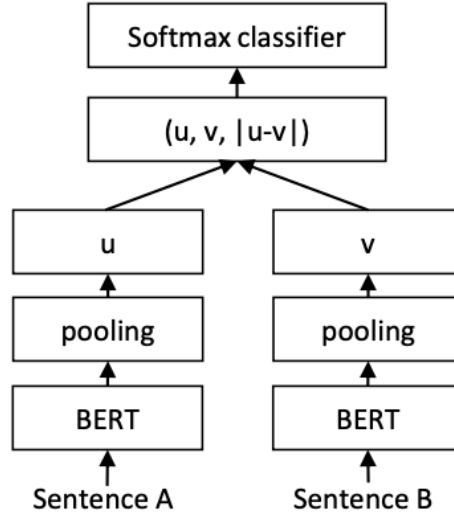 Softmax classifier
(u, v, |u-v|)
u
v
pooling
pooling
BERT
BERT
Sentence A
Sentence B